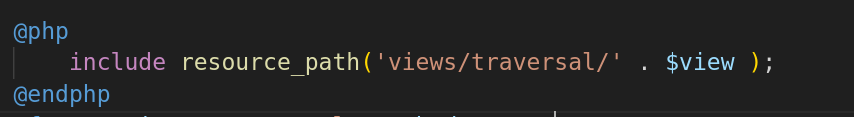 @php
include resource_path('views/traversal/' . $view );
@endphp